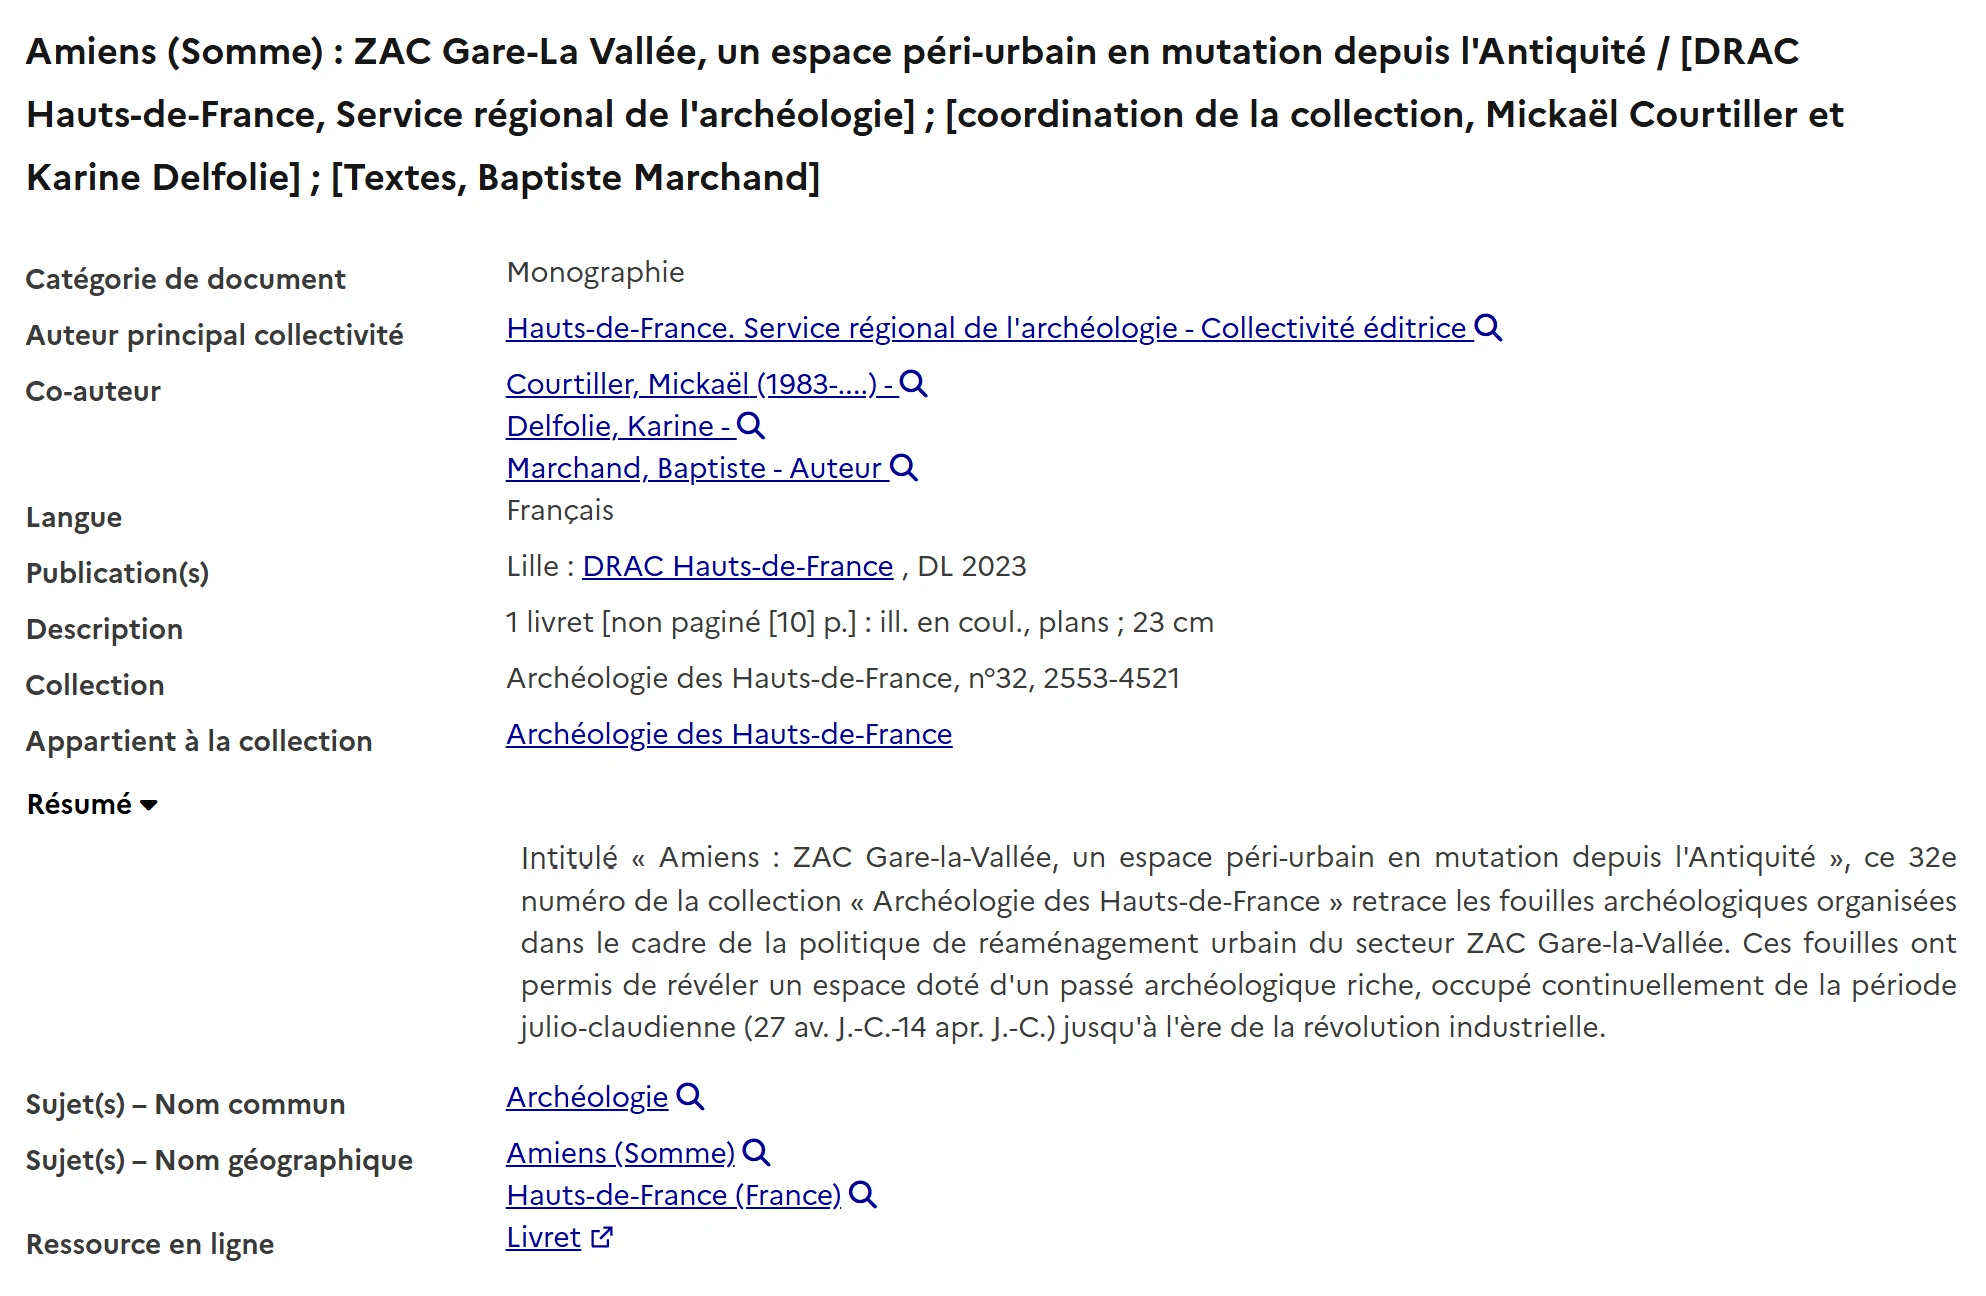 Amiens (Somme) : ZAC Gare-La Vallée, un espace péri-urbain en mutation depuis l'Antiquité / [DRAC
Hauts-de-France, Service régional de l'archéologie] ; [coordination de la collection, Mickaël Courtiller et
Karine Delfolie] ; [Textes, Baptiste Marchand]
Catégorie de document Monographie
Auteur principal collectivité Hauts-de-France. Service régional de l'archéologie - Collectivité éditrice
Co-auteur Courtiller, Mickaël (1983-....) -
Delfolie, Karine -
Marchand, Baptiste - Auteur
Langue Français
Publication(s) Lille : DRAC Hauts-de-France , DL 2023
Description 1 livret [non paginé [10] p.] : ill. en coul., plans ; 23 cm
Collection Archéologie des Hauts-de-France, n°32, 2553-4521
Appartient à la collection Archéologie des Hauts-de-France
Résumé
Intitulé « Amiens : ZAC Gare-la-Vallée, un espace péri-urbain en mutation depuis l'Antiquité », ce 32e
numéro de la collection « Archéologie des Hauts-de-France » retrace les fouilles archéologiques organisées
dans le cadre de la politique de réaménagement urbain du secteur ZAC Gare-la-Vallée. Ces fouilles ont
permis de révéler un espace doté d'un passé archéologique riche, occupé continuellement de la période
julio-claudienne (27 av. J.-C.-14 apr. J.-C.) jusqu'à l'ère de la révolution industrielle.
Sujet(s) – Nom commun Archéologie
Sujet(s) – Nom géographique Amiens (Somme)
Hauts-de-France (France)
Ressource en ligne Livret